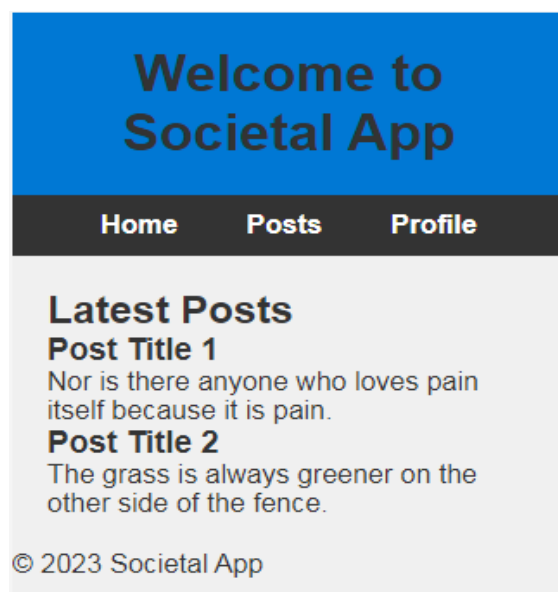 Welcome to
Societal App
Home Posts Profile
Latest Posts
Post Title 1
Nor is there anyone who loves pain
itself because it is pain.
Post Title 2
The grass is always greener on the
other side of the fence.
© 2023 Societal App